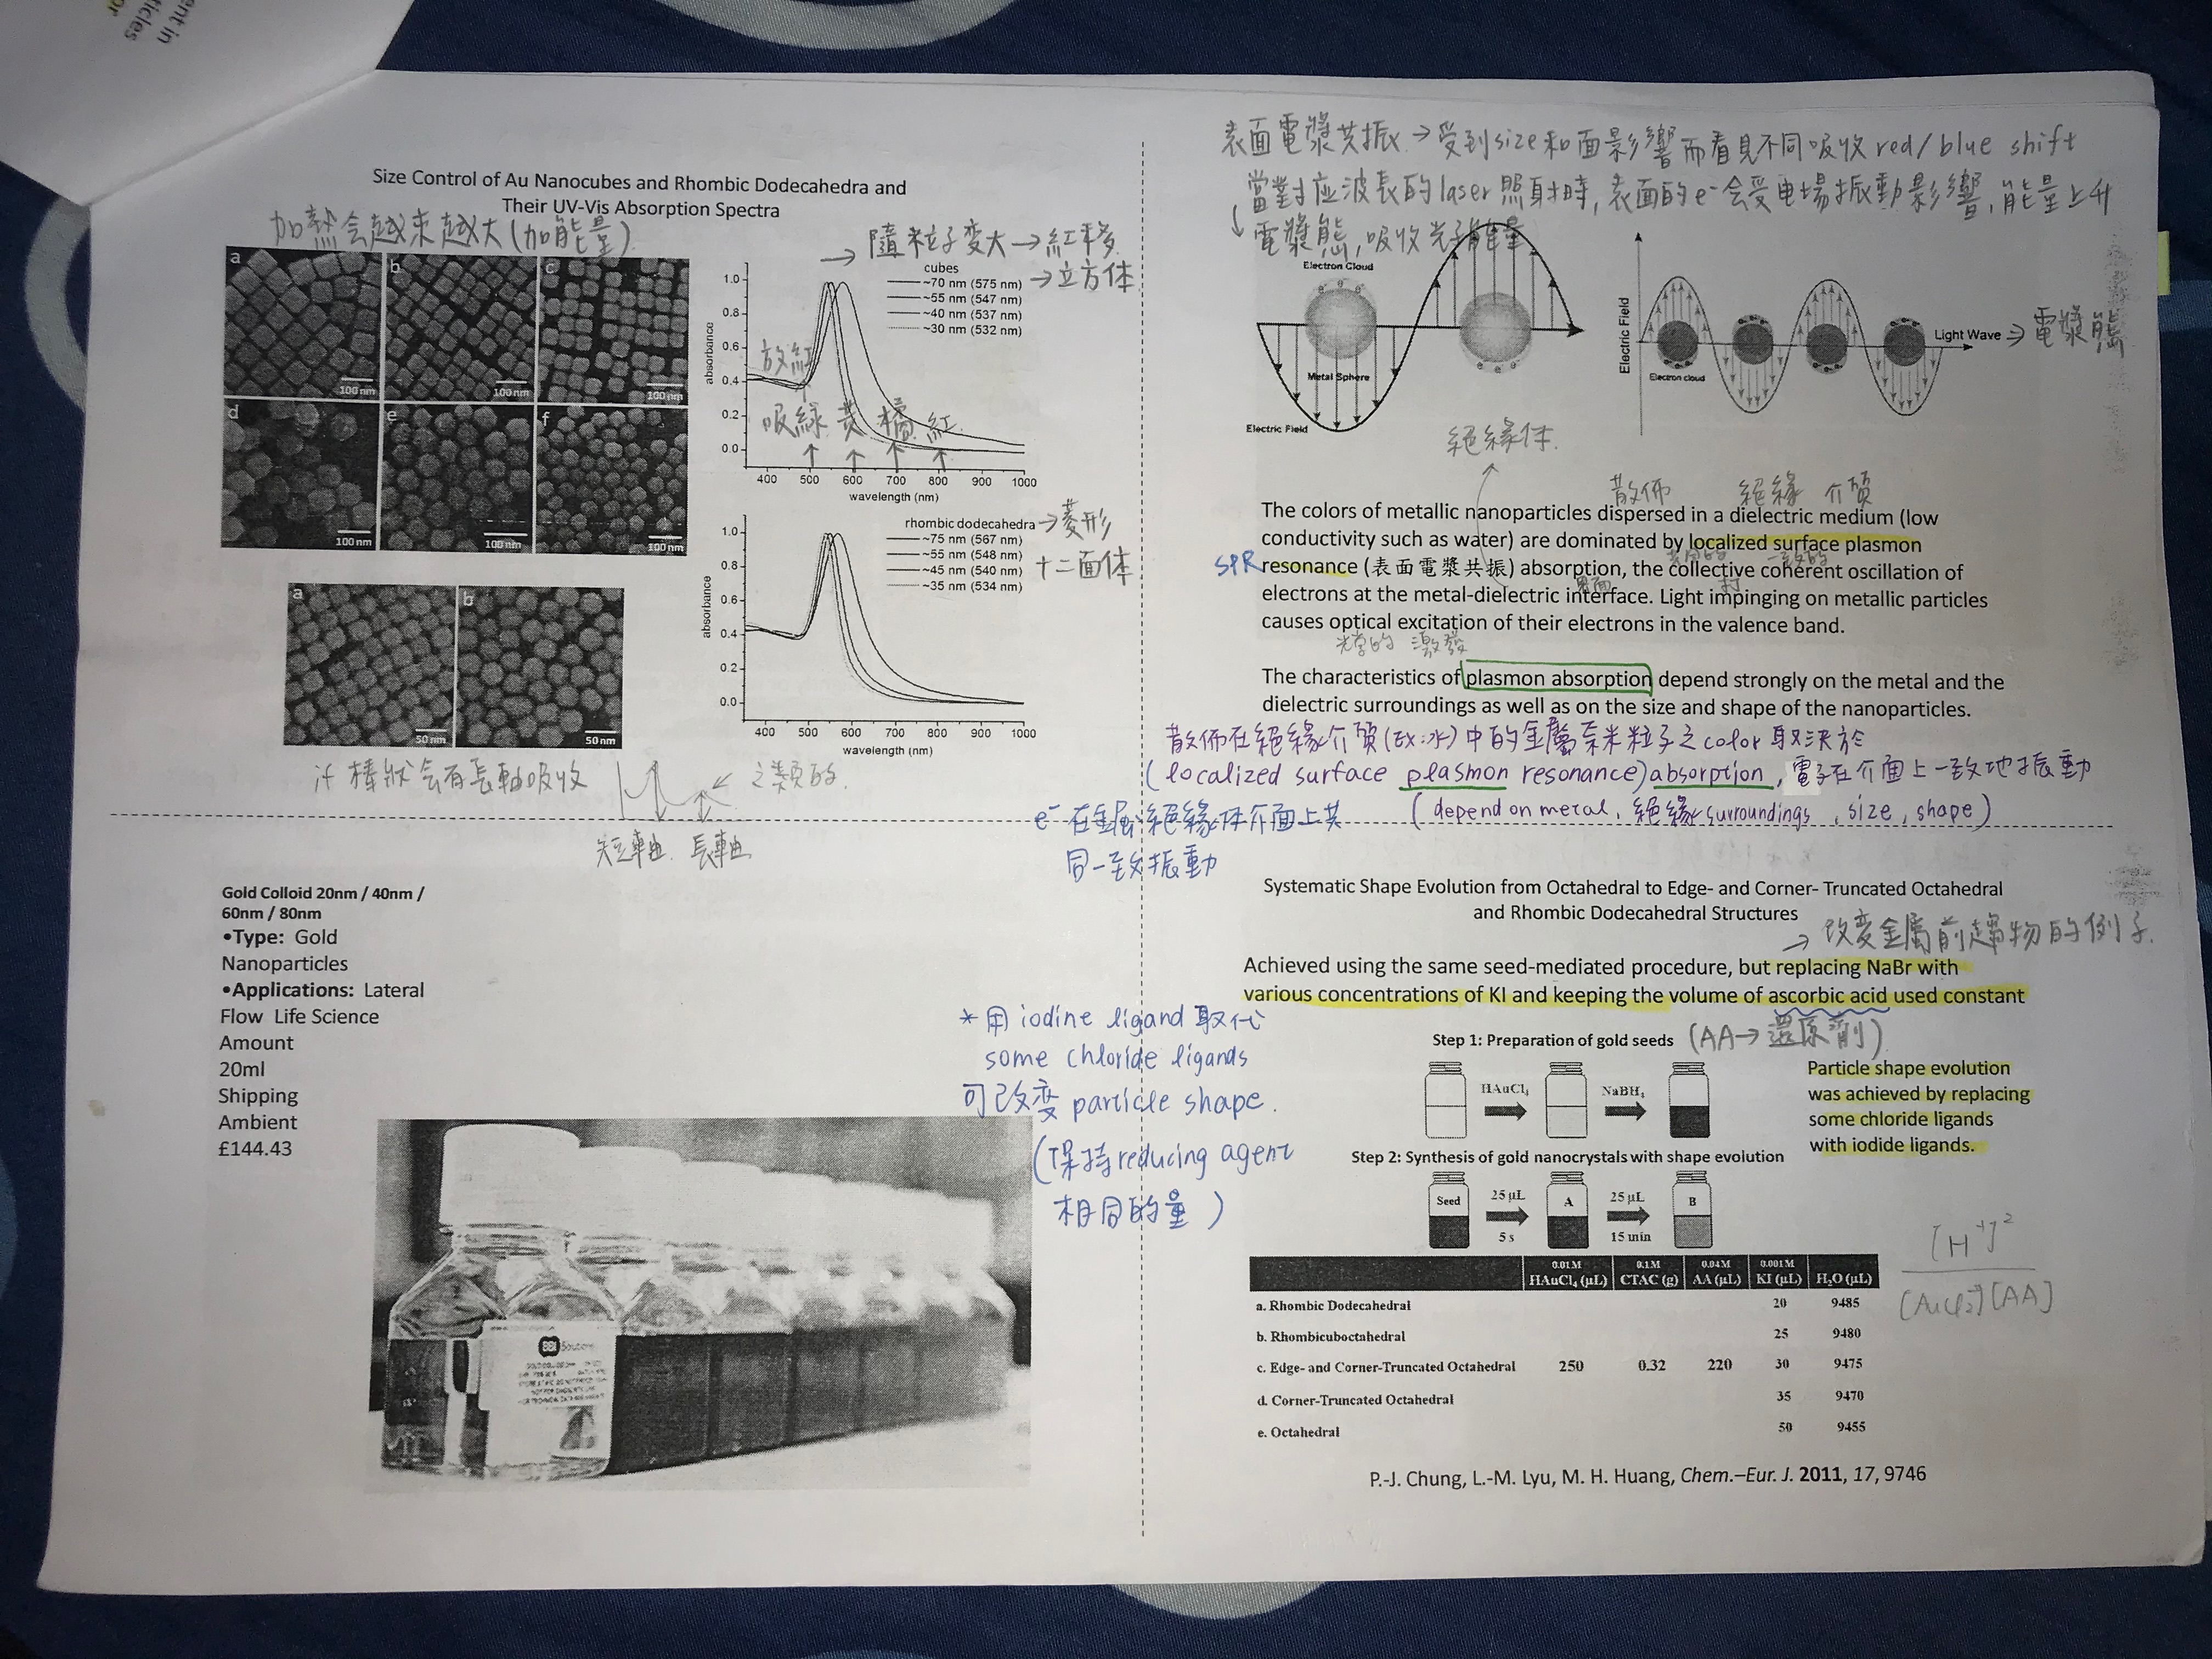 ent in
ticles
or
Size Control of Au Nanocubes and Rhombic Dodecahedra and
Their UV-Vis Absorption Spectra
加熱会越來越大(加能量)
→ 隨粒子變大→紅移
a
b
c
100 nm
100 nm
100 nm
d
e
f
100 nm
100 nm
100 nm
cubes →立方体
~70 nm (575 nm)
~55 nm (547 nm)
~40 nm (537 nm)
~30 nm (532 nm)
absorbance
1.0
0.8
0.6
0.4
0.2
0.0
放紅
吸綠 黃 橘 紅
400 500 600 700 800 900 1000
wavelength (nm)
rhombic dodecahedra →菱形
十二面体
~75 nm (567 nm)
~55 nm (548 nm)
~45 nm (540 nm)
~35 nm (534 nm)
absorbance
1.0
0.8
0.6
0.4
0.2
0.0
400 500 600 700 800 900 1000
wavelength (nm)
a
b
50 nm
50 nm
if 棒狀会有長軸吸收
← 之類的
短軸 長軸
表面電漿共振 → 受到size和面影響而看見不同吸收 red/blue shift
當對应波長的laser照射時,表面的e⁻会受电場振動影響,能量上升
↓電漿態,吸收光子能量
Electron Cloud
Metal Sphere
Electric Field
Electric Field
Electron cloud
Light Wave → 電漿態
絕緣体
散佈 絕緣 介質
The colors of metallic nanoparticles dispersed in a dielectric medium (low
conductivity such as water) are dominated by localized surface plasmon
SPR
resonance (表面電漿共振) absorption, the collective coherent oscillation of
electrons at the metal-dielectric interface. Light impinging on metallic particles
界面 打
causes optical excitation of their electrons in the valence band.
光學的 激發
The characteristics of plasmon absorption depend strongly on the metal and the
dielectric surroundings as well as on the size and shape of the nanoparticles.
散佈在絕緣介質(Ex:水)中的金屬奈米粒子之color取決於
(localized surface plasmon resonance) absorption, 電子在介面上一致地振動
(depend on metal, 絕緣surroundings, size, shape)
e⁻在金屬、絕緣体介面上共
同一致振動
Gold Colloid 20nm / 40nm /
60nm / 80nm
•Type: Gold
Nanoparticles
•Applications: Lateral
Flow Life Science
Amount
20ml
Shipping
Ambient
£144.43
BBI Solutions
*用 iodine ligand 取代
some chloride ligands
可改变 particle shape.
(保持reducing agent
相同的量)
Systematic Shape Evolution from Octahedral to Edge- and Corner- Truncated Octahedral
and Rhombic Dodecahedral Structures
→ 改变金屬前趨物的例子
Achieved using the same seed-mediated procedure, but replacing NaBr with
various concentrations of KI and keeping the volume of ascorbic acid used constant
(AA→還原劑)
Step 1: Preparation of gold seeds
HAuCl₄
NaBH₄
Particle shape evolution
was achieved by replacing
some chloride ligands
with iodide ligands.
Step 2: Synthesis of gold nanocrystals with shape evolution
Seed
25 μL
5 s
A
25 μL
15 min
B
[H⁺]²
[AuCl₂⁻][AA]
0.01M HAuCl₄ (μL) 0.1M CTAC (g) 0.04M AA (μL) 0.001M KI (μL) H₂O (μL)
a. Rhombic Dodecahedral 20 9485
b. Rhombicuboctahedral 25 9480
c. Edge- and Corner-Truncated Octahedral 250 0.32 220 30 9475
d. Corner-Truncated Octahedral 35 9470
e. Octahedral 50 9455
P.-J. Chung, L.-M. Lyu, M. H. Huang, Chem.–Eur. J. 2011, 17, 9746